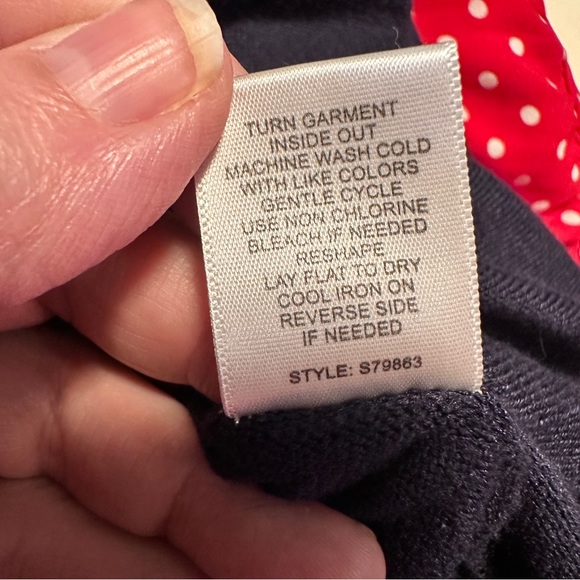 TURN GARMENT
INSIDE OUT
MACHINE WASH COLD
WITH LIKE COLORS
GENTLE CYCLE
USE NON CHLORINE
BLEACH IF NEEDED
RESHAPE
LAY FLAT TO DRY
COOL IRON ON
REVERSE SIDE
IF NEEDED
STYLE: S79863